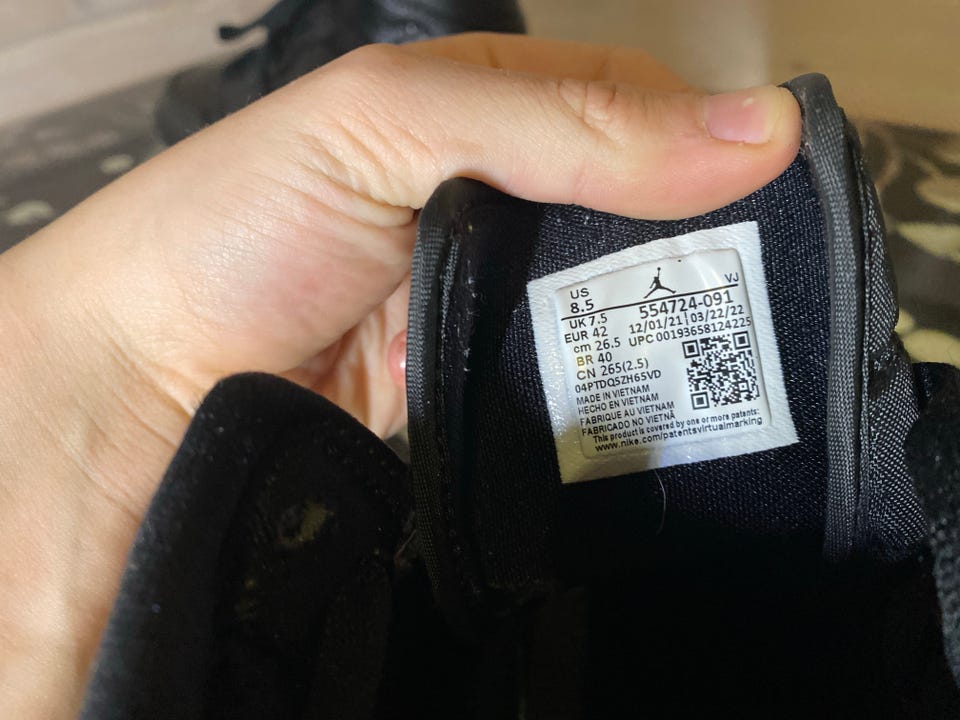 US
8.5
VJ
554724-091
UK 7.5
12/01/21 | 03/22/22
EUR 42
UPC 00193658124225
cm 26.5
BR 40
CN 265(2.5)
04PTDQ5ZH65VD
MADE IN VIETNAM
HECHO EN VIETNAM
FABRIQUE AU VIETNAM
FABRICADO NO VIETNÃ
This product is covered by one or more patents:
www.nike.com/patentsvirtualmarking